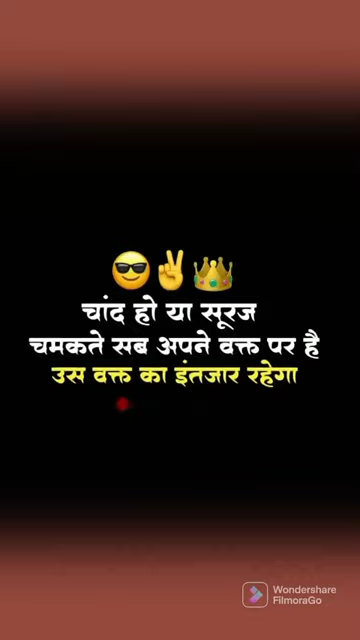 😎✌️👑
चांद हो या सूरज
चमकते सब अपने वक्त पर है
उस वक्त का इंतजार रहेगा
Wondershare
FilmoraGo